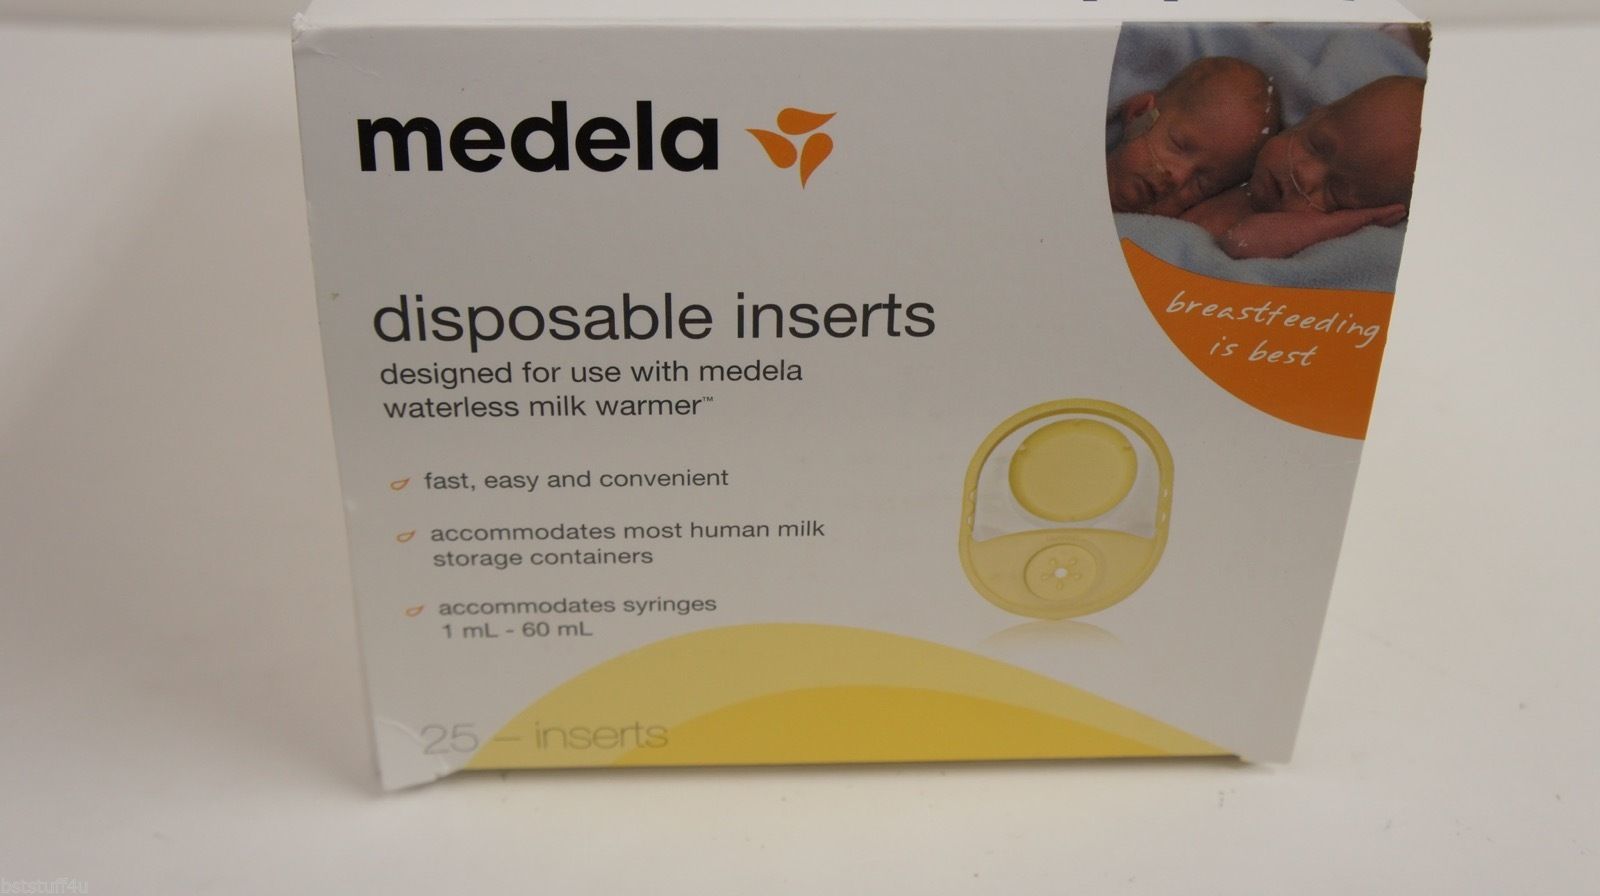 medela
breastfeeding
is best
disposable inserts
designed for use with medela
waterless milk warmer™
fast, easy and convenient
accommodates most human milk
storage containers
accommodates syringes
1 mL - 60 mL
25 – inserts
bststuff4u